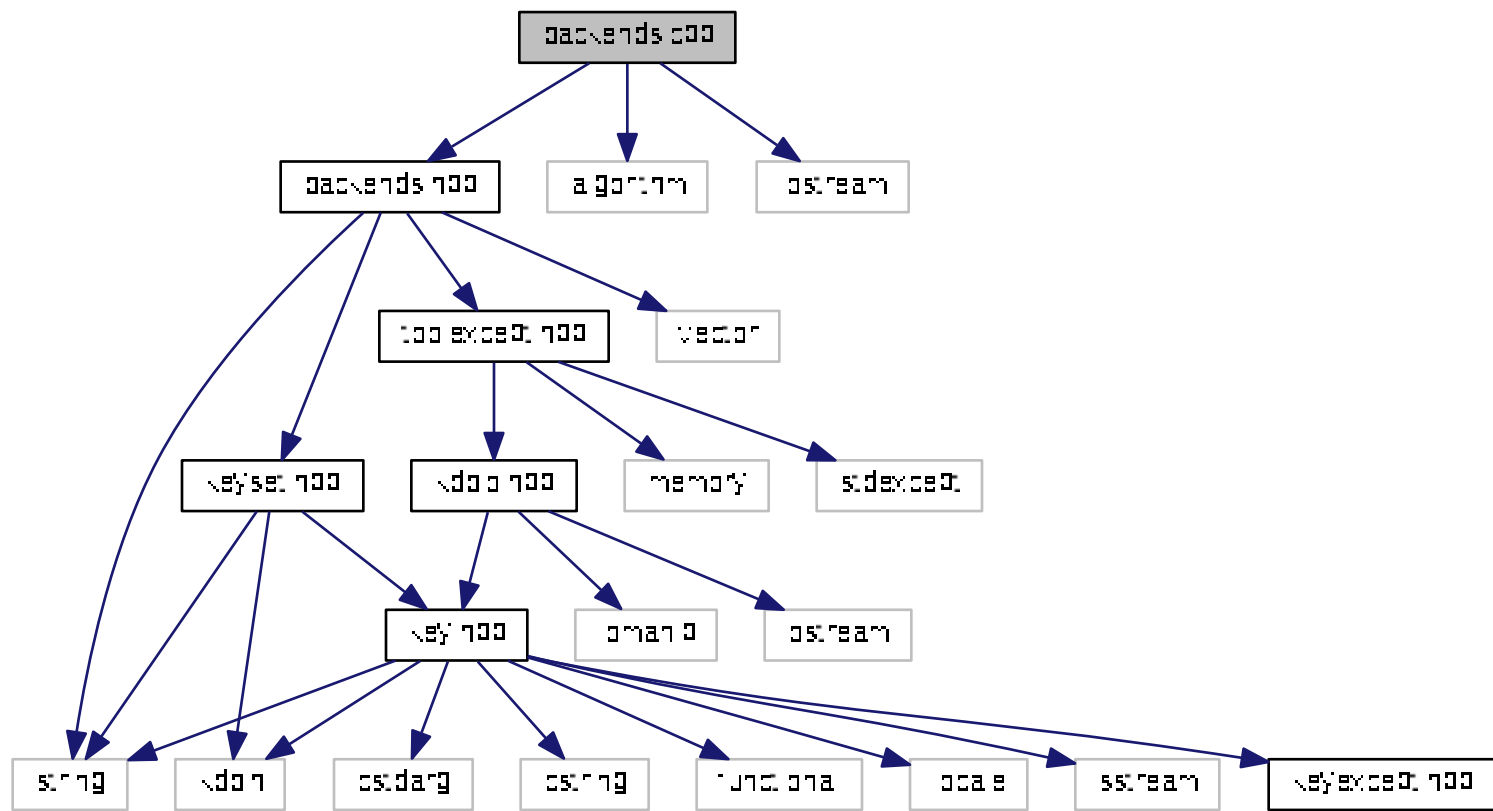 backends.cpp
backends.hpp
algorithm
iostream
toolexcept.hpp
vector
keyset.hpp
kdbio.hpp
memory
stdexcept
key.hpp
iomanip
ostream
string
kdb.h
cstdarg
cstring
functional
locale
sstream
keyexcept.hpp